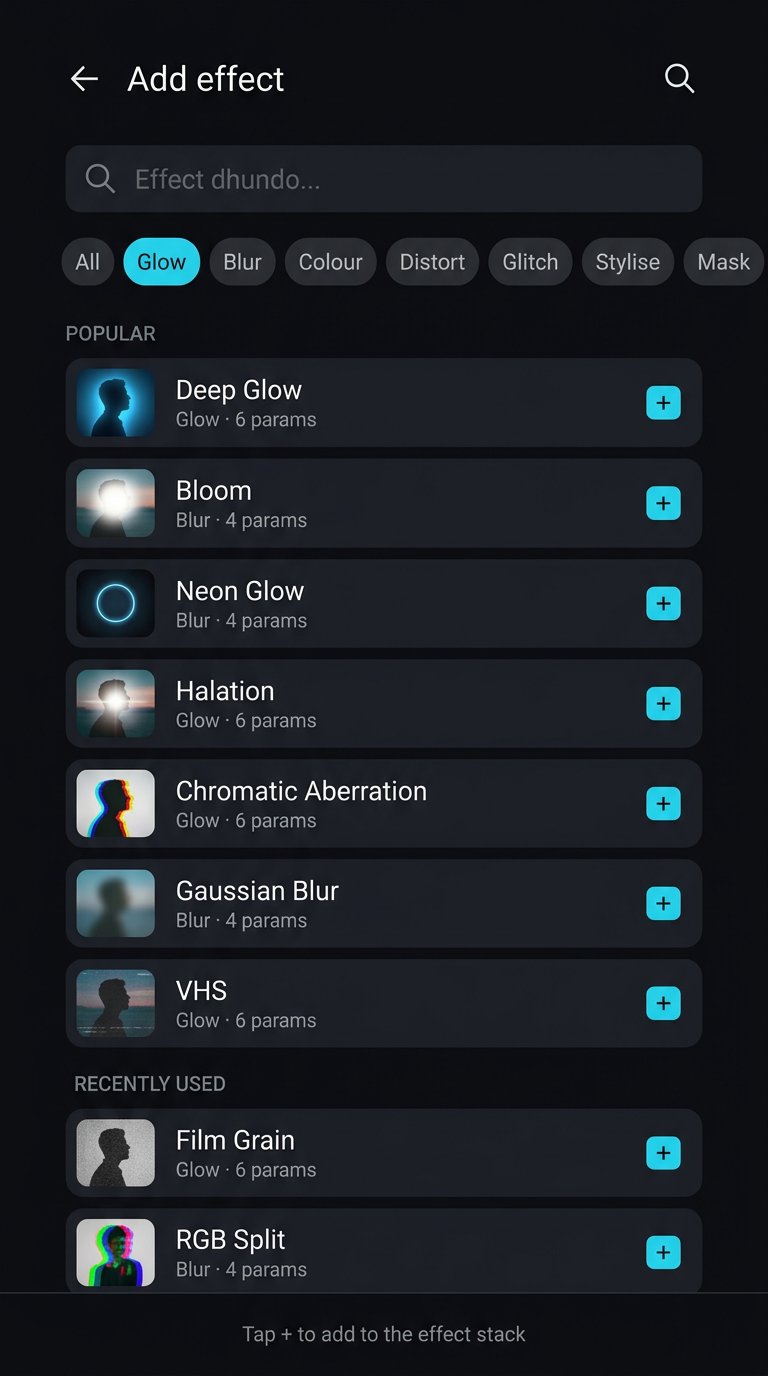 Add effect
Effect dhundo...
All Glow Blur Colour Distort Glitch Stylise Mask
POPULAR
Deep Glow
Glow · 6 params
Bloom
Blur · 4 params
Neon Glow
Blur · 4 params
Halation
Glow · 6 params
Chromatic Aberration
Glow · 6 params
Gaussian Blur
Blur · 4 params
VHS
Glow · 6 params
RECENTLY USED
Film Grain
Glow · 6 params
RGB Split
Blur · 4 params
Tap + to add to the effect stack